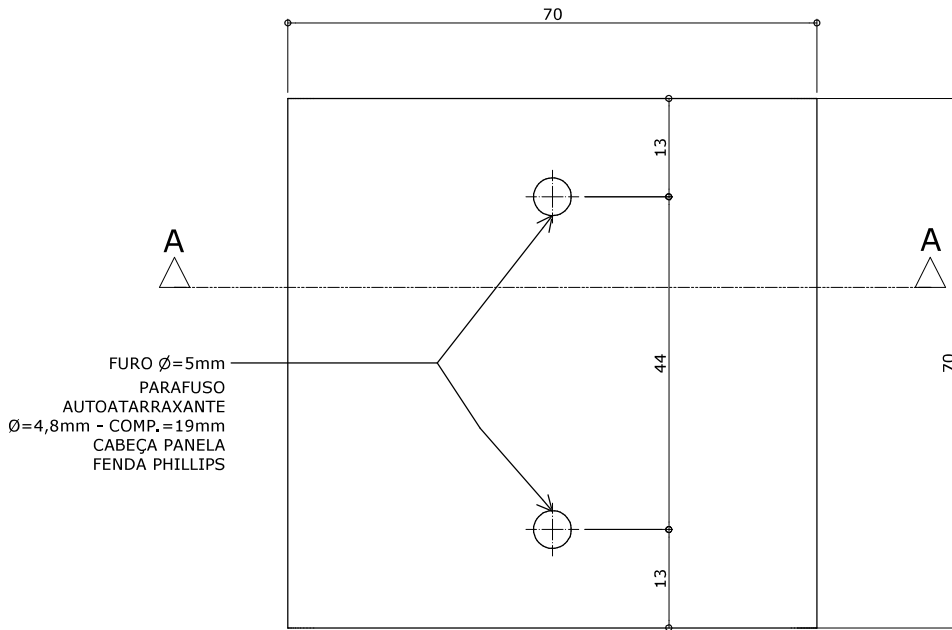 70
13
A
A
44
70
FURO Ø=5mm
PARAFUSO
AUTOATARRAXANTE
Ø=4,8mm - COMP.=19mm
CABEÇA PANELA
FENDA PHILLIPS
13